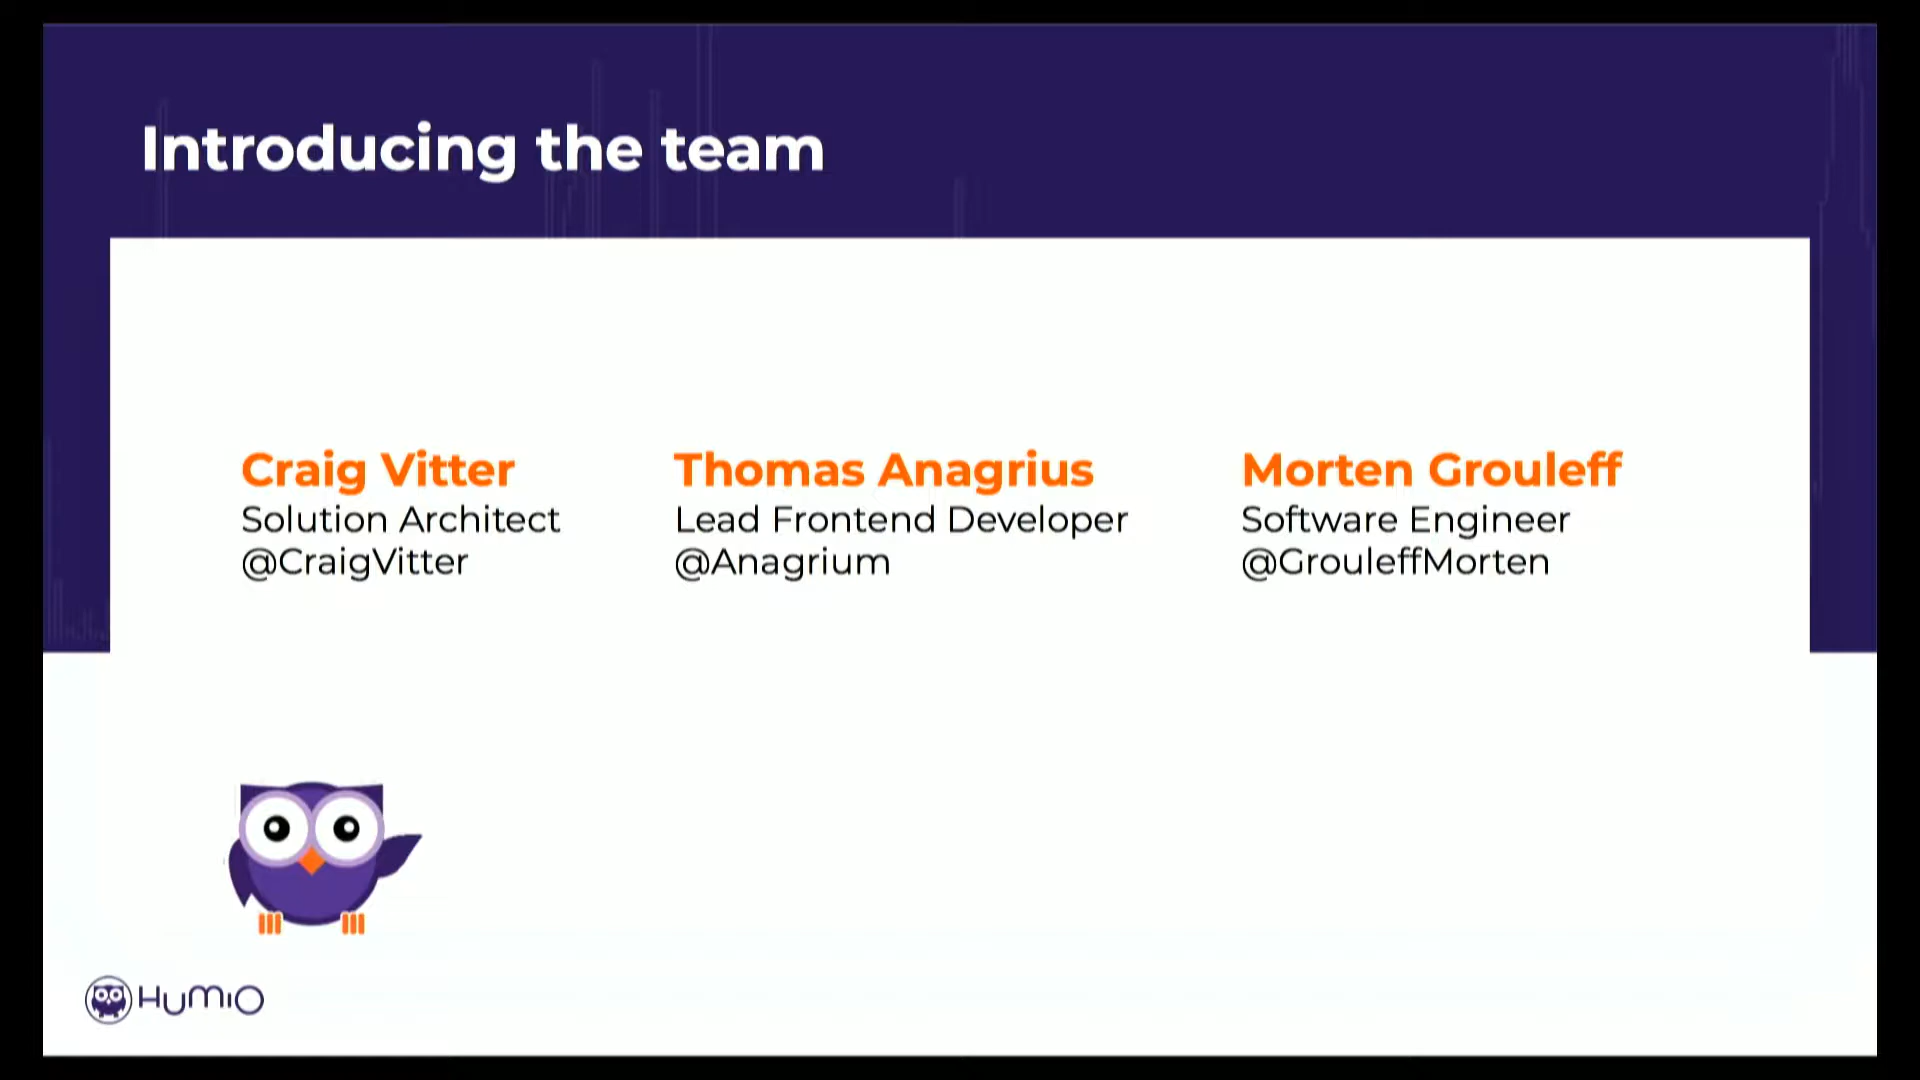 Introducing the team
Craig Vitter
Solution Architect
@CraigVitter
Thomas Anagrius
Lead Frontend Developer
@Anagrium
Morten Grouleff
Software Engineer
@GrouleffMorten
HUMIO